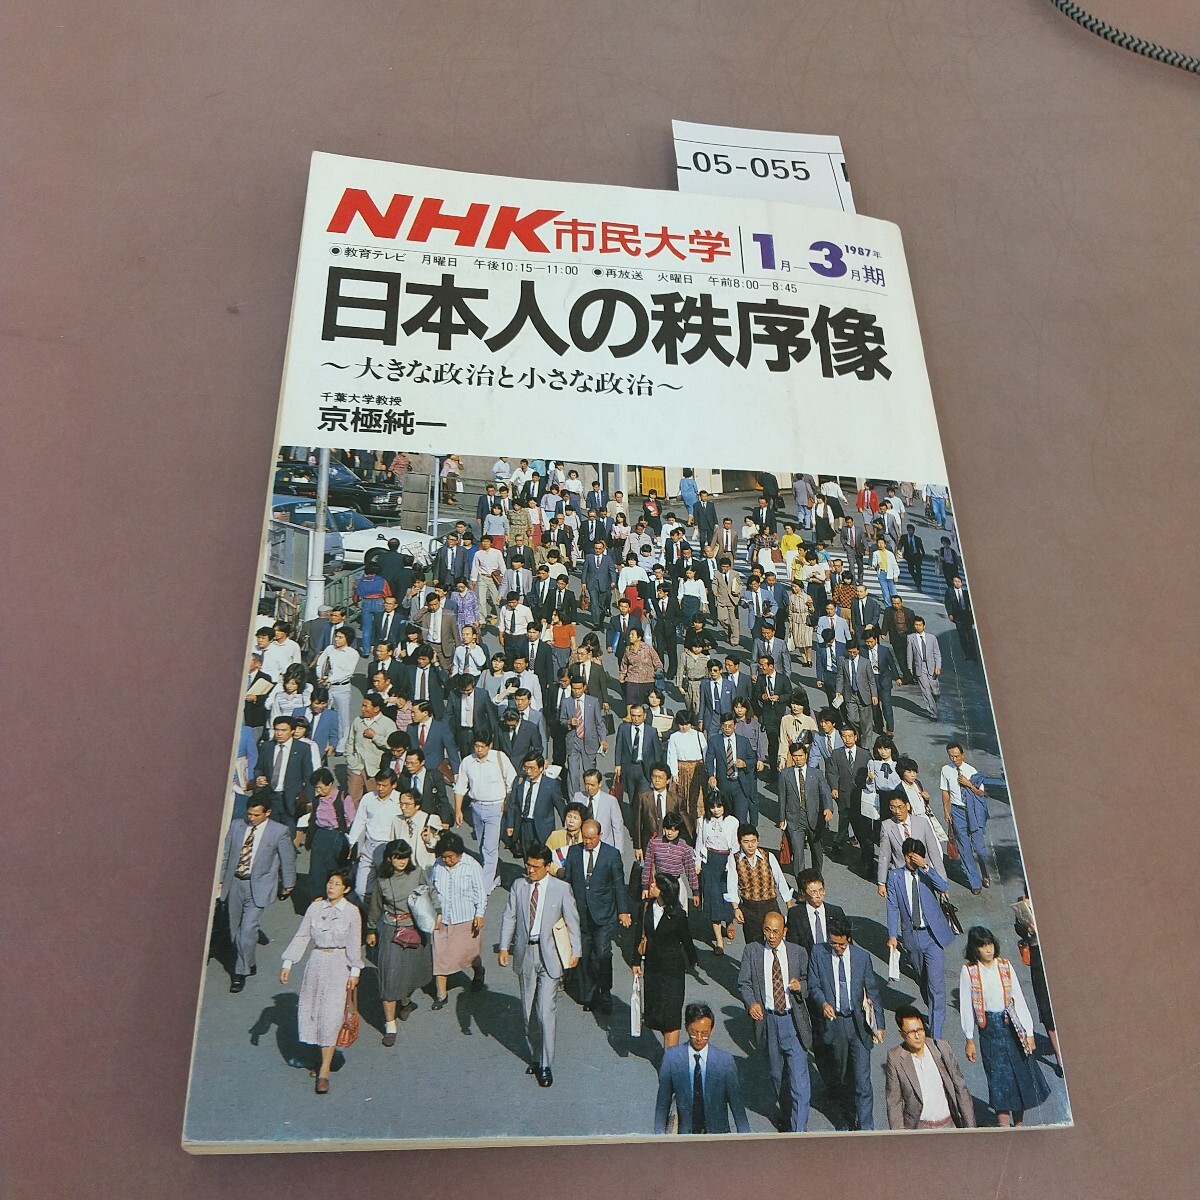 05-055
NHK市民大学 1月―3月期 1987年
●教育テレビ 月曜日 午後10:15―11:00 ●再放送 火曜日 午前8:00―8:45
日本人の秩序像
～大きな政治と小さな政治～
千葉大学教授
京極純一